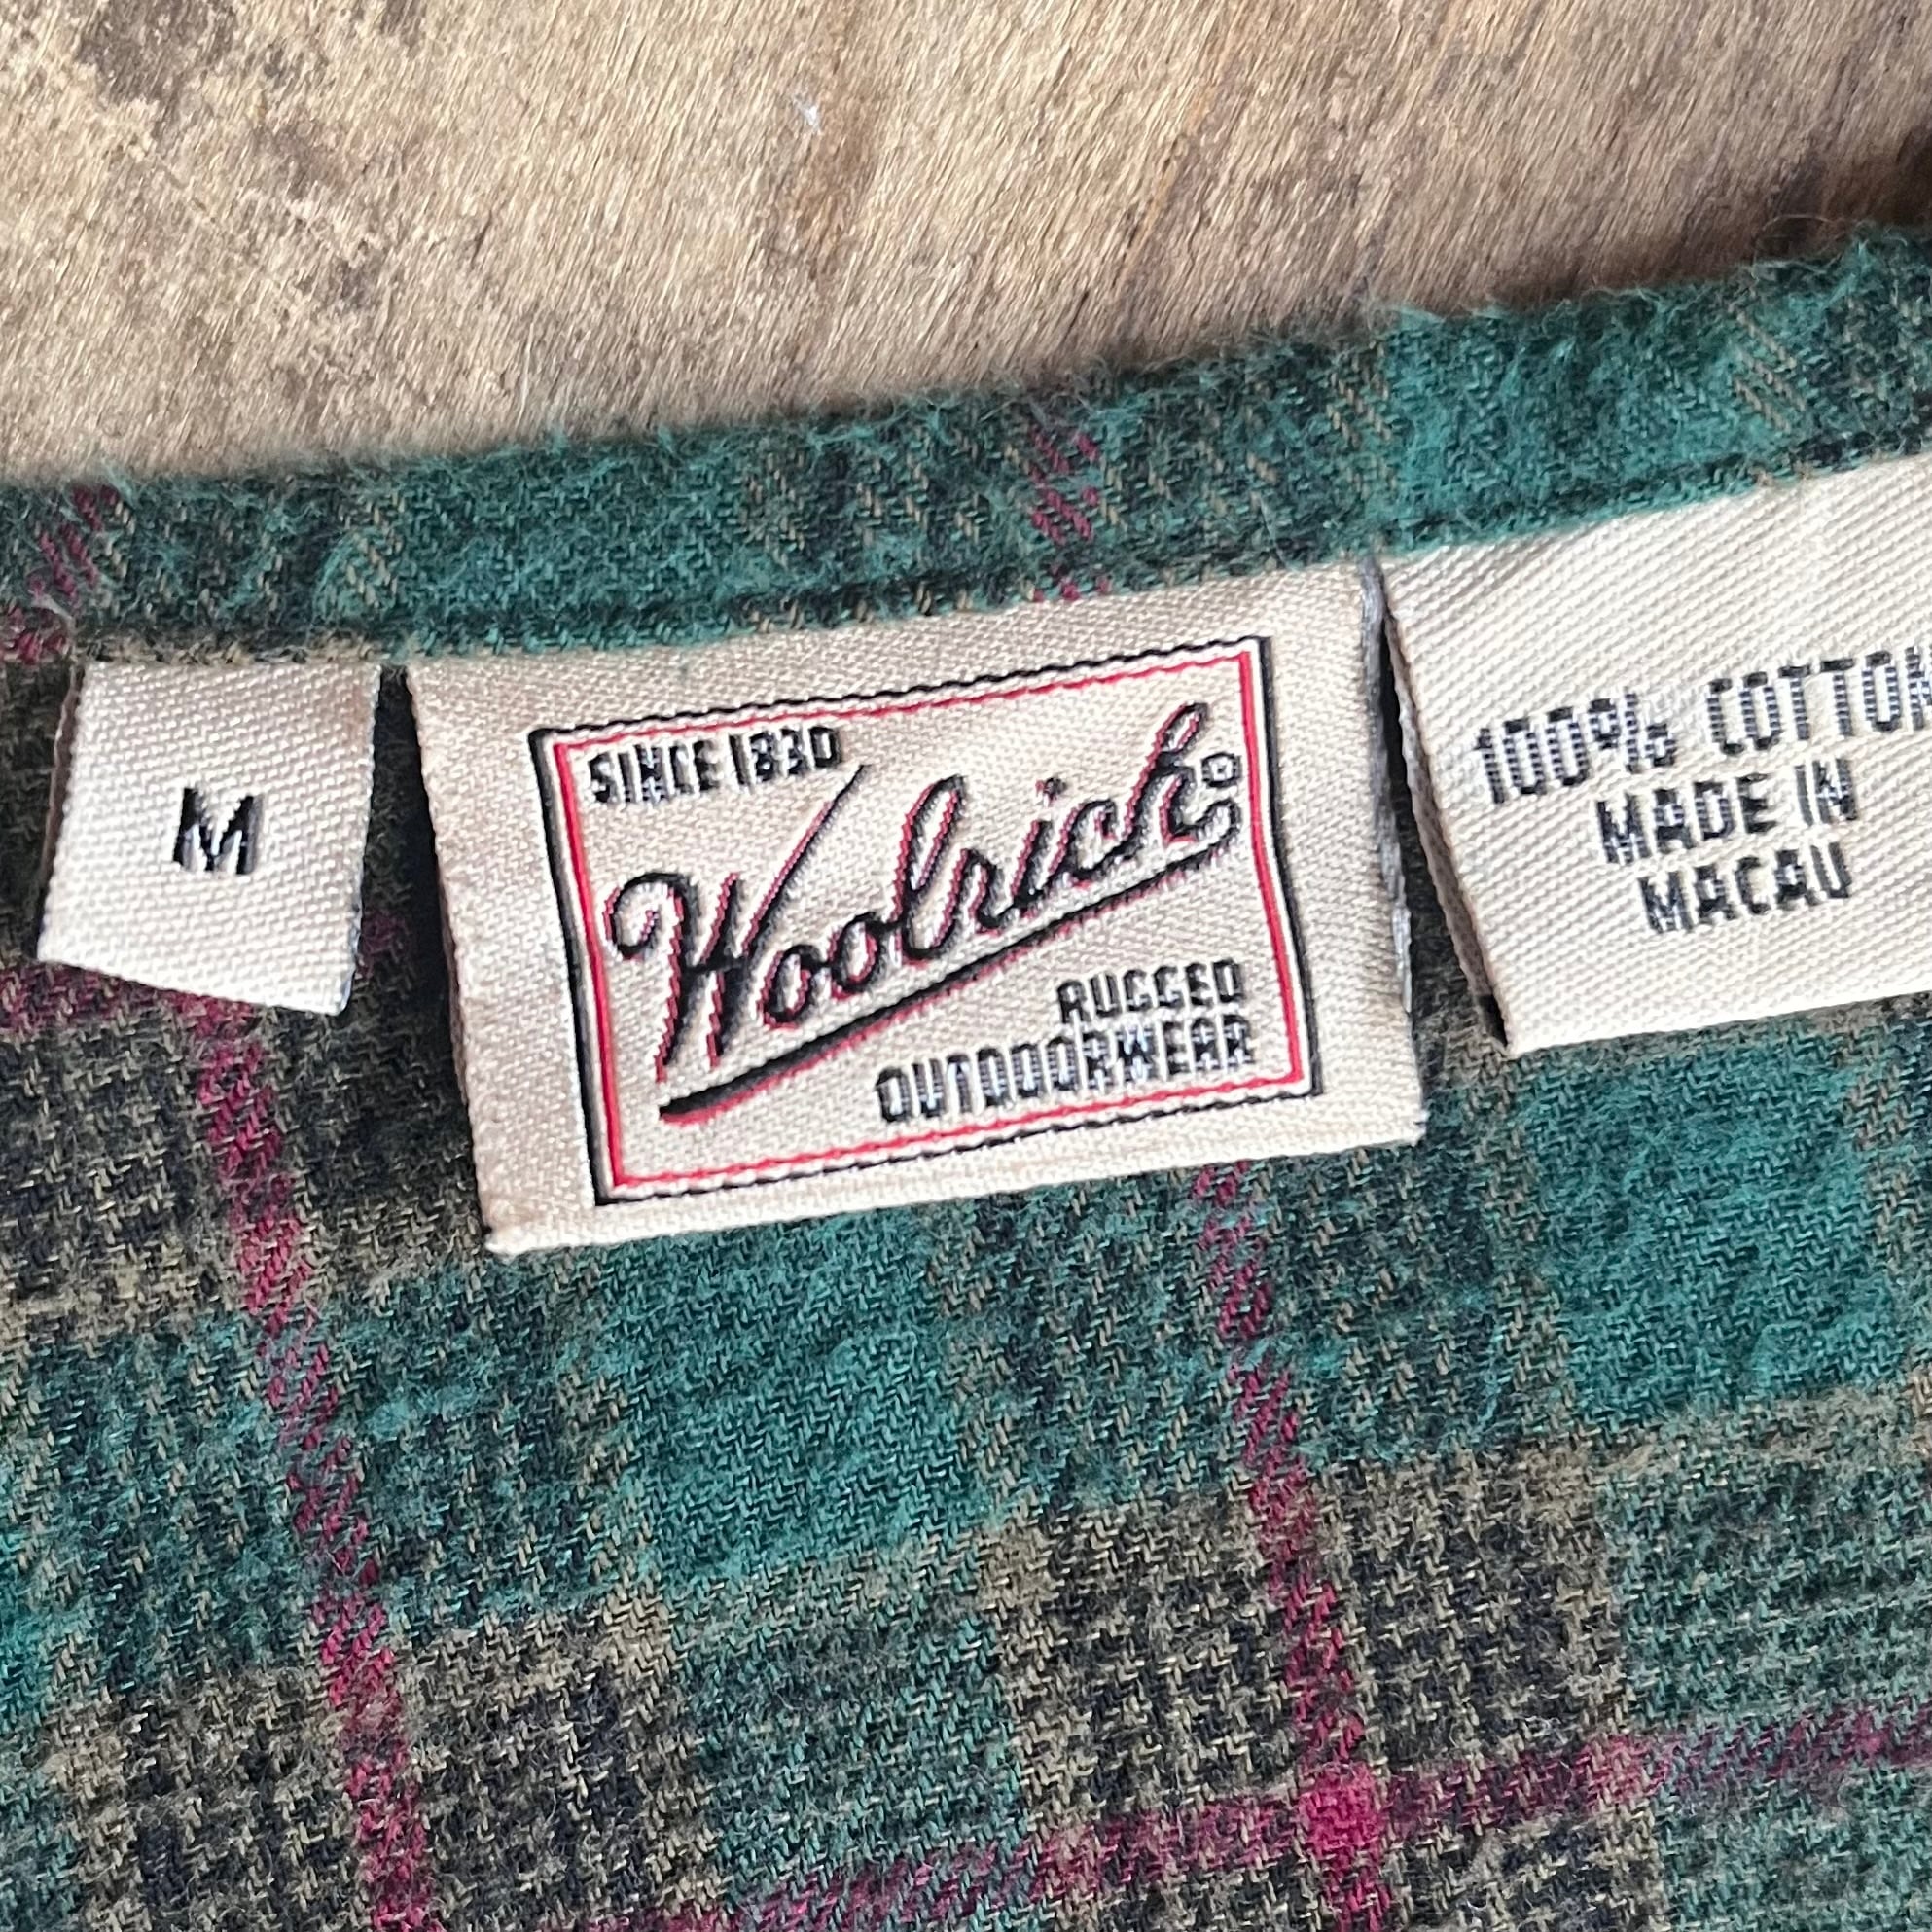 M
SINCE 1830
Woolrich®
RUGGED
OUTDOORWEAR
100% COTTON
MADE IN
MACAU